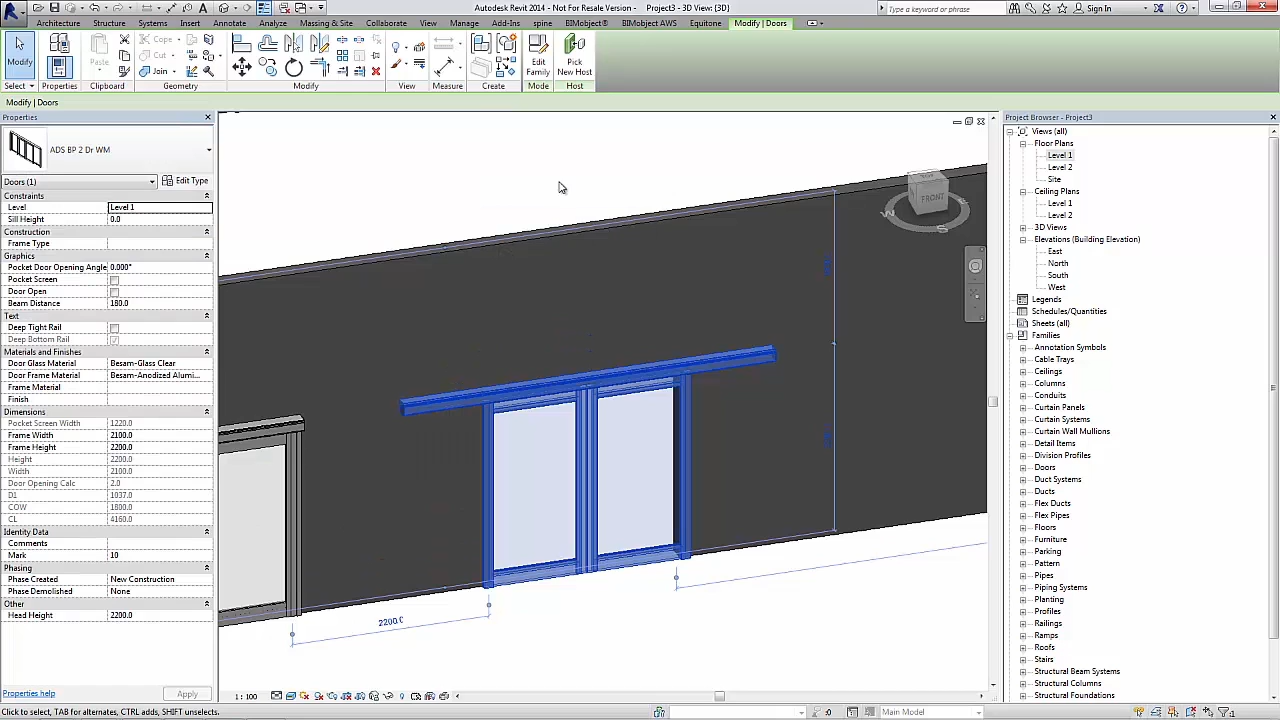 Autodesk Revit 2014 - Not For Resale Version - Project3 - 3D View: {3D}
Type a keyword or phrase
Sign In
Architecture Structure Systems Insert Annotate Analyze Massing & Site Collaborate View Manage Add-Ins spine BIMobject® BIMobject AWS Equitone Modify | Doors
Modify
Paste
Cope
Cut
Join
Edit Family
Pick New Host
Select Properties Clipboard Geometry Modify View Measure Create Mode Host
Modify | Doors
Properties
ADS BP 2 Dr WM
Doors (1)
Edit Type
Constraints
Level Level 1
Sill Height 0.0
Construction
Frame Type
Graphics
Pocket Door Opening Angle 0.000°
Pocket Screen
Door Open
Beam Distance 180.0
Text
Deep Tight Rail
Deep Bottom Rail
Materials and Finishes
Door Glass Material Besam-Glass Clear
Door Frame Material Besam-Anodized Alumi...
Frame Material
Finish
Dimensions
Pocket Screen Width 1220.0
Frame Width 2100.0
Frame Height 2200.0
Height 2200.0
Width 2100.0
Door Opening Calc 2.0
D1 1037.0
COW 1800.0
CL 4160.0
Identity Data
Comments
Mark 10
Phasing
Phase Created New Construction
Phase Demolished None
Other
Head Height 2200.0
Properties help
Apply
FRONT
W
S
2200.0
1 : 100
Project Browser - Project3
Views (all)
Floor Plans
Level 1
Level 2
Site
Ceiling Plans
Level 1
Level 2
3D Views
Elevations (Building Elevation)
East
North
South
West
Legends
Schedules/Quantities
Sheets (all)
Families
Annotation Symbols
Cable Trays
Ceilings
Columns
Conduits
Curtain Panels
Curtain Systems
Curtain Wall Mullions
Detail Items
Division Profiles
Doors
Duct Systems
Ducts
Flex Ducts
Flex Pipes
Floors
Furniture
Parking
Pattern
Pipes
Piping Systems
Planting
Profiles
Railings
Ramps
Roofs
Stairs
Structural Beam Systems
Structural Columns
Structural Foundations
Click to select, TAB for alternates, CTRL adds, SHIFT unselects.
:0
Main Model
:1